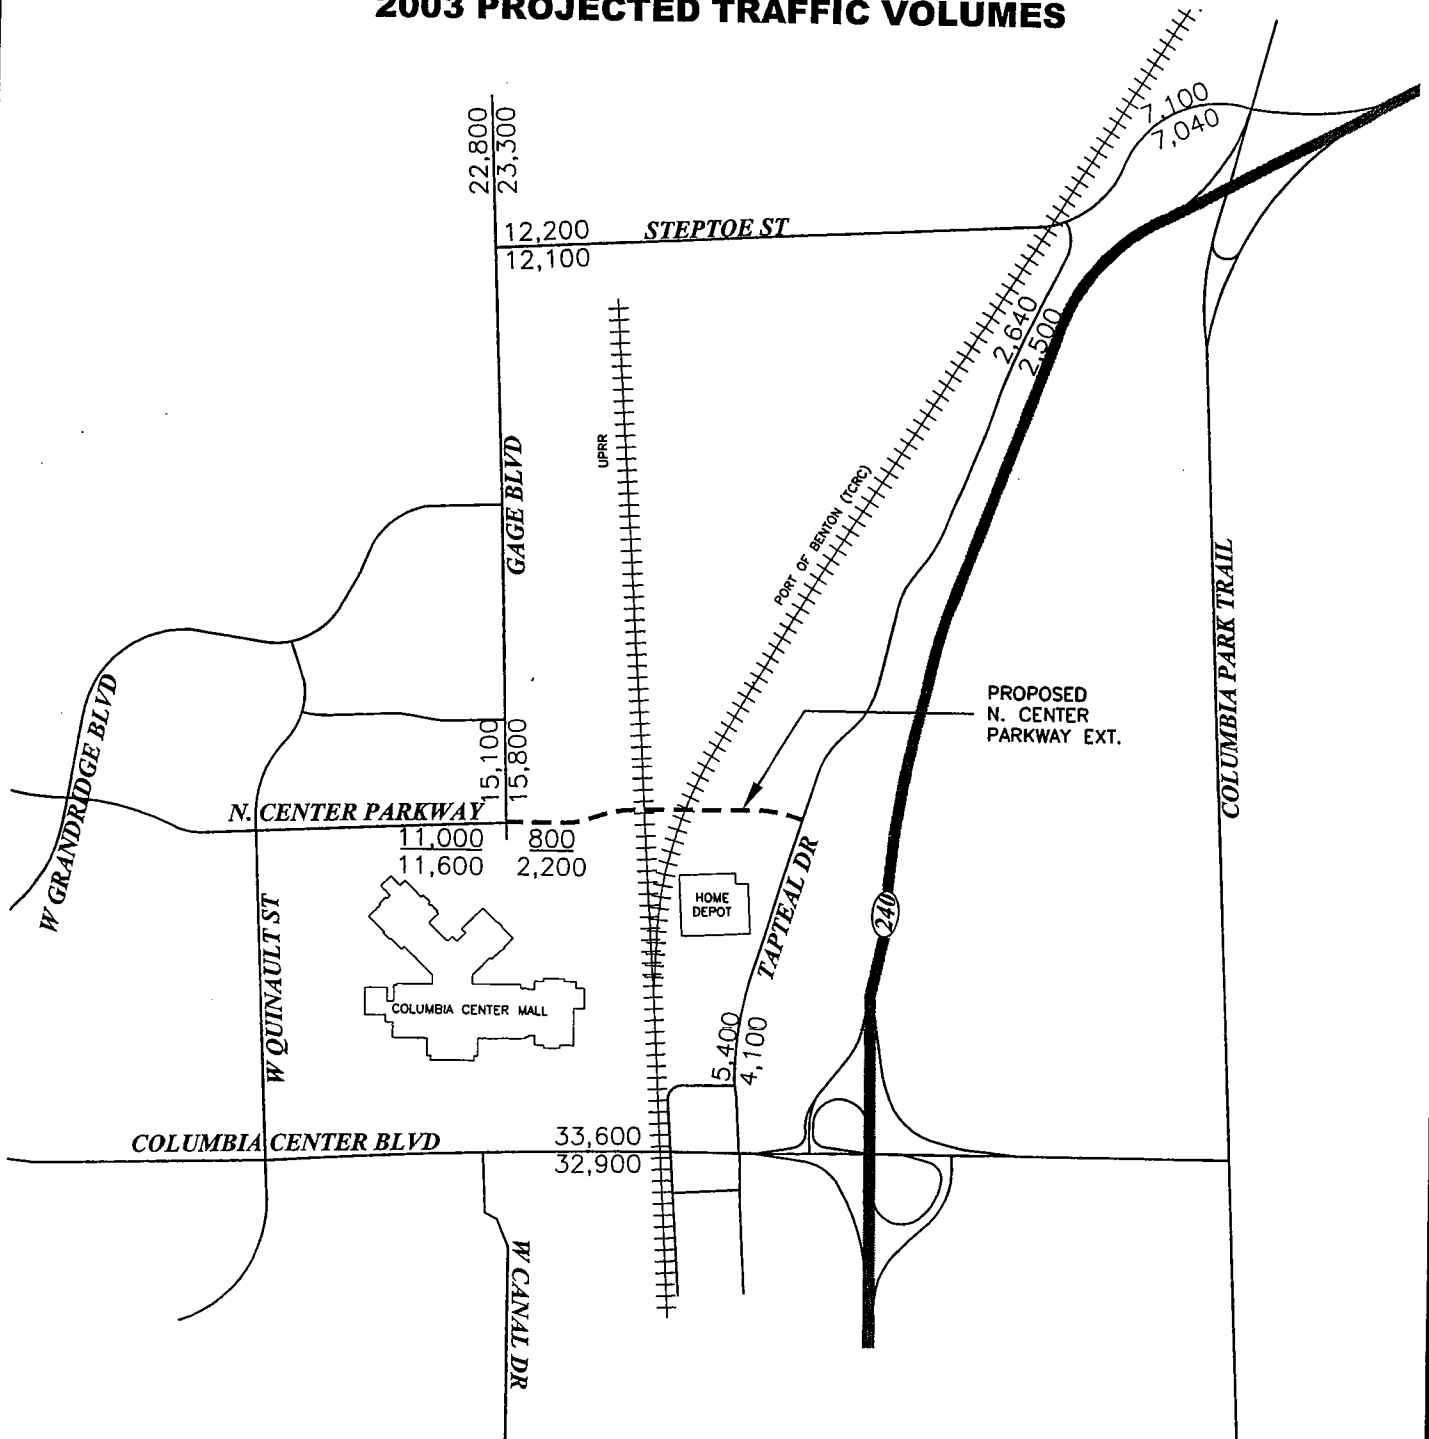 2003 PROJECTED TRAFFIC VOLUMES
7,100
7,040
22,800
23,300
12,200
STEPTOE ST
12,100
2,640
2,500
UPRR
GAGE BLVD
PORT OF BENTON (TCRC)
COLUMBIA PARK TRAIL
PROPOSED
N. CENTER
PARKWAY EXT.
W GRANDRIDGE BLVD
15,100
15,800
N. CENTER PARKWAY
11,000
800
11,600
2,200
HOME
DEPOT
TAPTEAL DR
240
W QUINAULT ST
COLUMBIA CENTER MALL
5,400
4,100
COLUMBIA CENTER BLVD
33,600
32,900
W CANAL DR